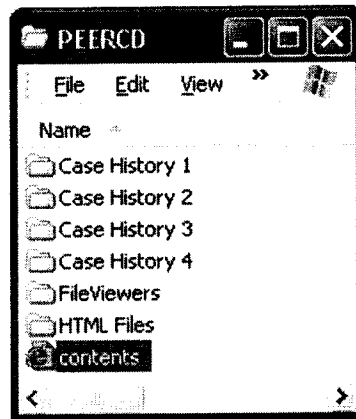 PEERCD
File Edit View »
Name
Case History 1
Case History 2
Case History 3
Case History 4
FileViewers
HTML Files
contents